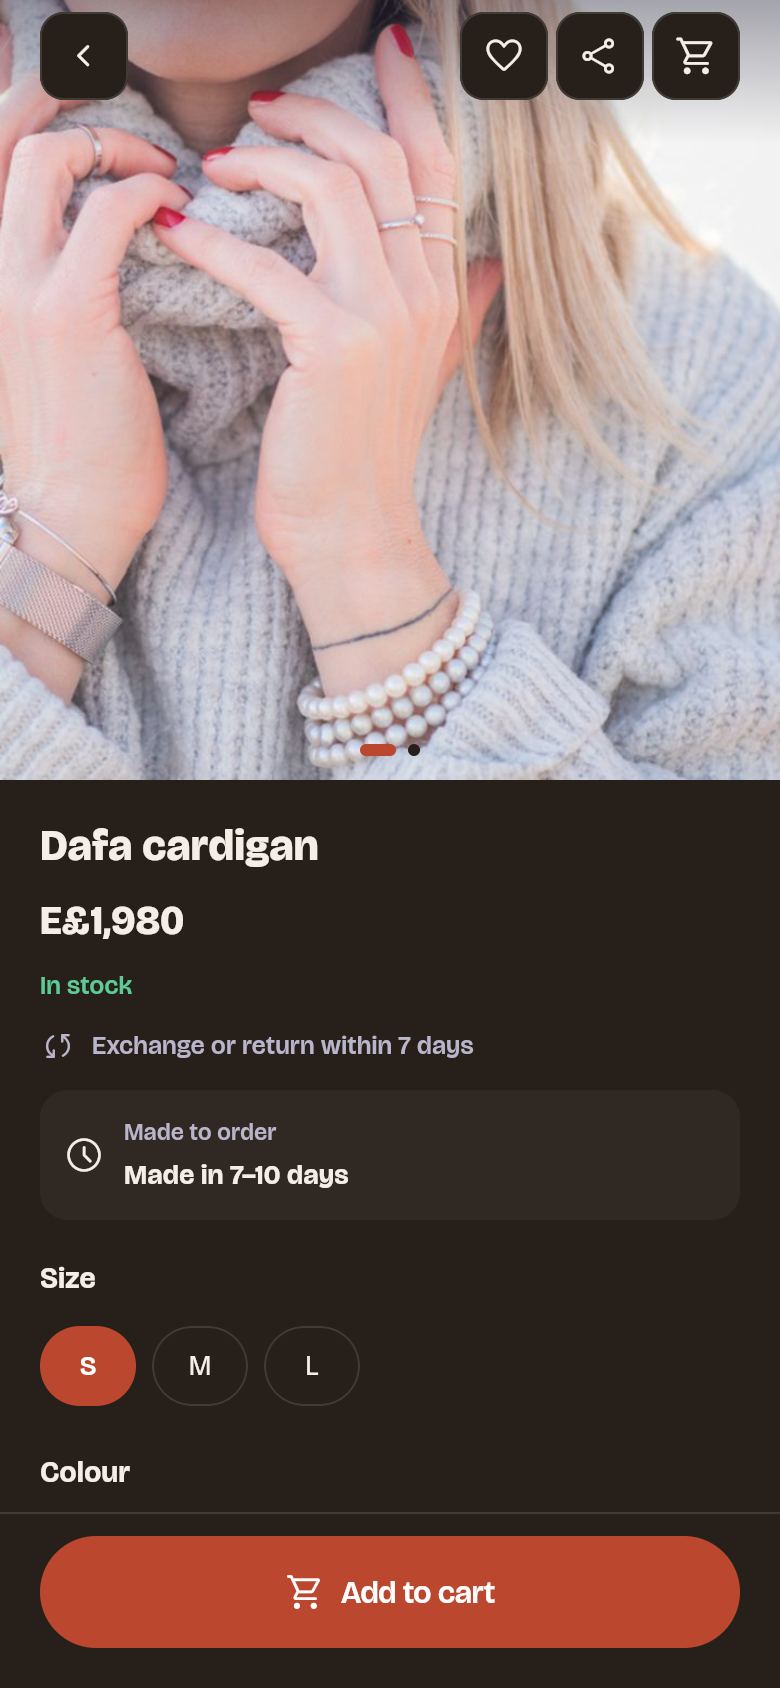 Dafa cardigan
E£1,980
In stock
Exchange or return within 7 days
Made to order
Made in 7–10 days
Size
S
M
L
Colour
Add to cart